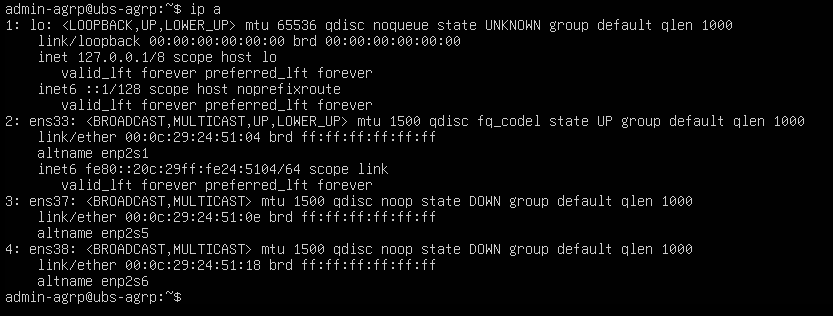 admin-agrp@ubs-agrp:~$ ip a
1: lo: <LOOPBACK,UP,LOWER_UP> mtu 65536 qdisc noqueue state UNKNOWN group default qlen 1000
    link/loopback 00:00:00:00:00:00 brd 00:00:00:00:00:00
    inet 127.0.0.1/8 scope host lo
       valid_lft forever preferred_lft forever
    inet6 ::1/128 scope host noprefixroute
       valid_lft forever preferred_lft forever
2: ens33: <BROADCAST,MULTICAST,UP,LOWER_UP> mtu 1500 qdisc fq_codel state UP group default qlen 1000
    link/ether 00:0c:29:24:51:04 brd ff:ff:ff:ff:ff:ff
    altname enp2s1
    inet6 fe80::20c:29ff:fe24:5104/64 scope link
       valid_lft forever preferred_lft forever
3: ens37: <BROADCAST,MULTICAST> mtu 1500 qdisc noop state DOWN group default qlen 1000
    link/ether 00:0c:29:24:51:0e brd ff:ff:ff:ff:ff:ff
    altname enp2s5
4: ens38: <BROADCAST,MULTICAST> mtu 1500 qdisc noop state DOWN group default qlen 1000
    link/ether 00:0c:29:24:51:18 brd ff:ff:ff:ff:ff:ff
    altname enp2s6
admin-agrp@ubs-agrp:~$